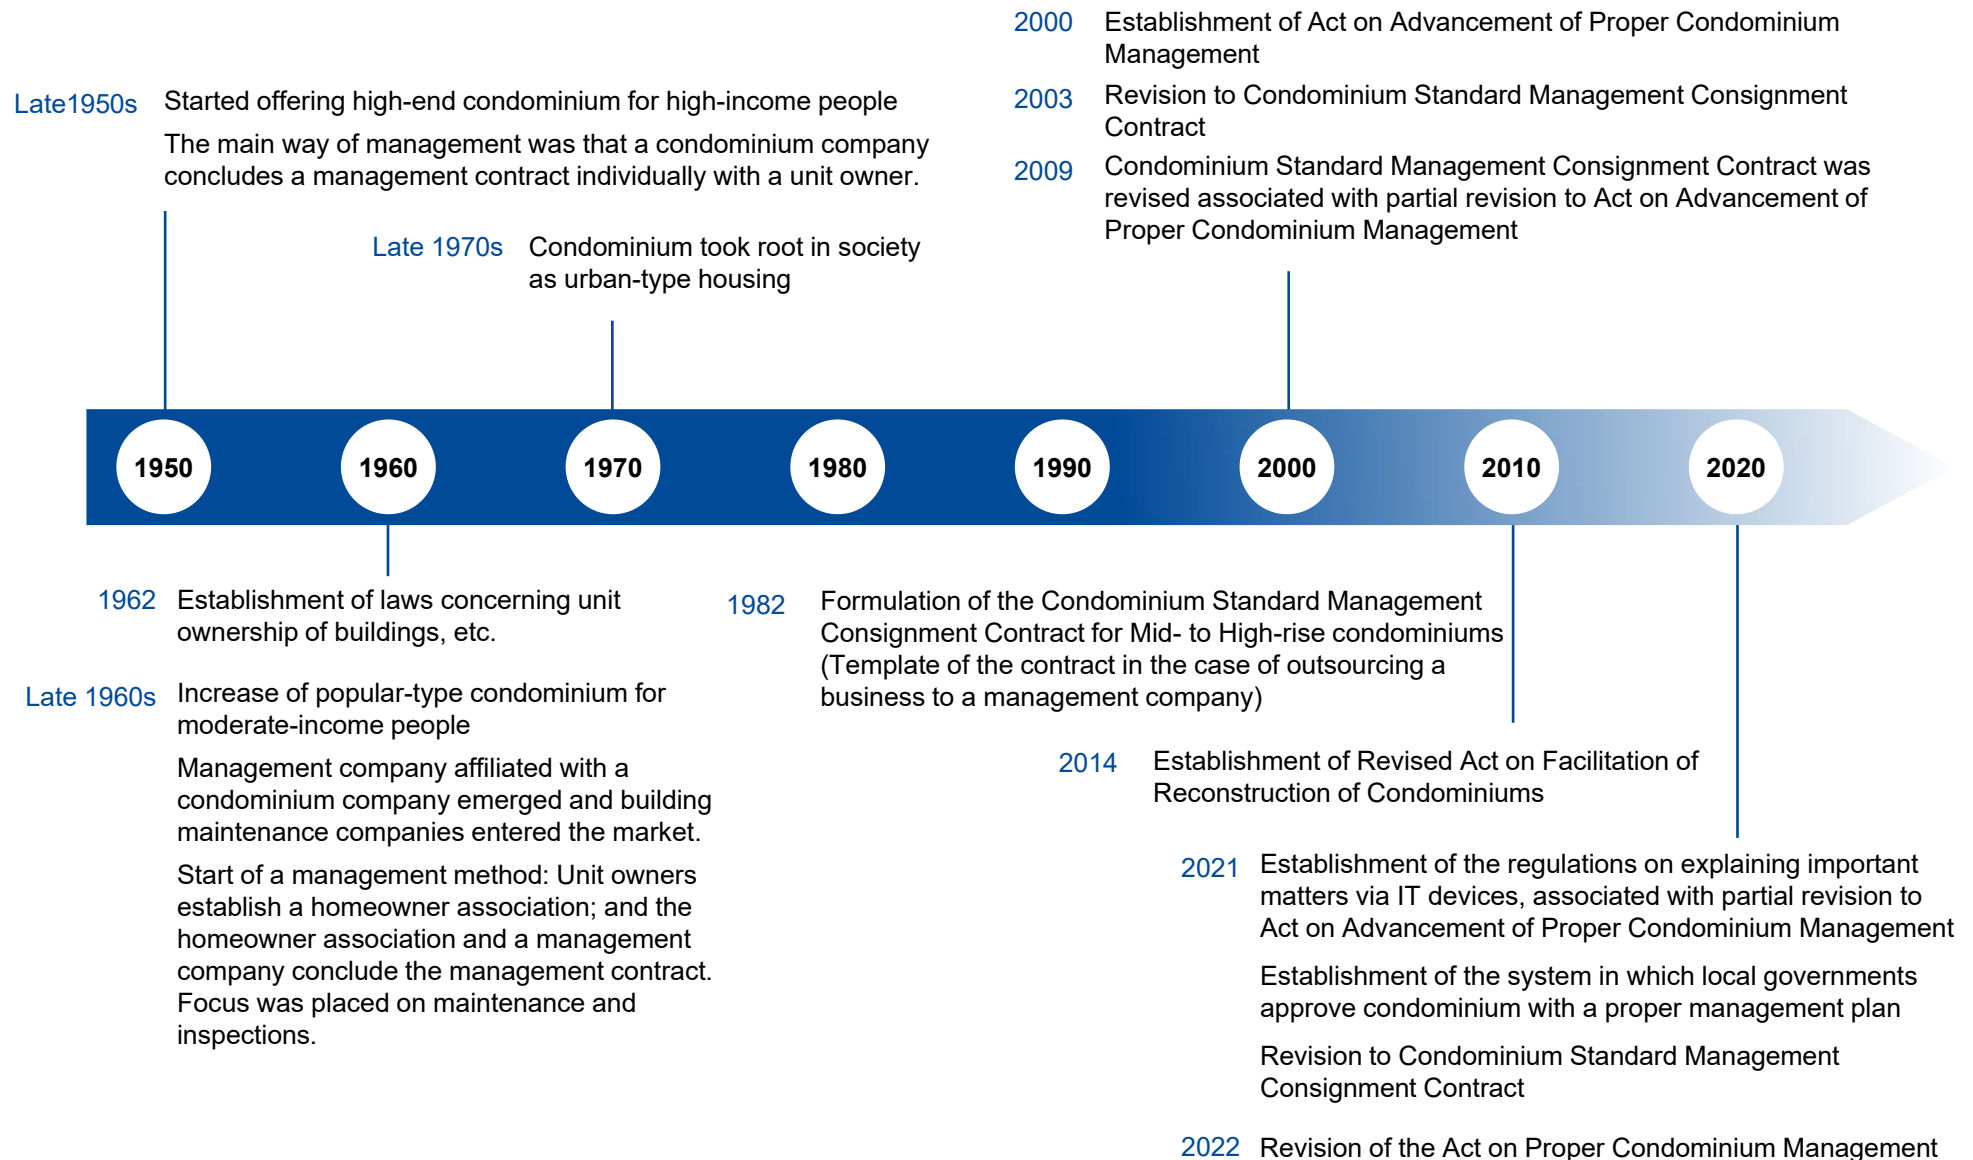 Late1950s
Started offering high-end condominium for high-income people
The main way of management was that a condominium company
concludes a management contract individually with a unit owner.
Late 1970s
Condominium took root in society
as urban-type housing
2000
Establishment of Act on Advancement of Proper Condominium
Management
2003
Revision to Condominium Standard Management Consignment
Contract
2009
Condominium Standard Management Consignment Contract was
revised associated with partial revision to Act on Advancement of
Proper Condominium Management
1950
1960
1970
1980
1990
2000
2010
2020
1962
Establishment of laws concerning unit
ownership of buildings, etc.
Late 1960s
Increase of popular-type condominium for
moderate-income people
Management company affiliated with a
condominium company emerged and building
maintenance companies entered the market.
Start of a management method: Unit owners
establish a homeowner association; and the
homeowner association and a management
company conclude the management contract.
Focus was placed on maintenance and
inspections.
1982
Formulation of the Condominium Standard Management
Consignment Contract for Mid- to High-rise condominiums
(Template of the contract in the case of outsourcing a
business to a management company)
2014
Establishment of Revised Act on Facilitation of
Reconstruction of Condominiums
2021
Establishment of the regulations on explaining important
matters via IT devices, associated with partial revision to
Act on Advancement of Proper Condominium Management
Establishment of the system in which local governments
approve condominium with a proper management plan
Revision to Condominium Standard Management
Consignment Contract
2022
Revision of the Act on Proper Condominium Management